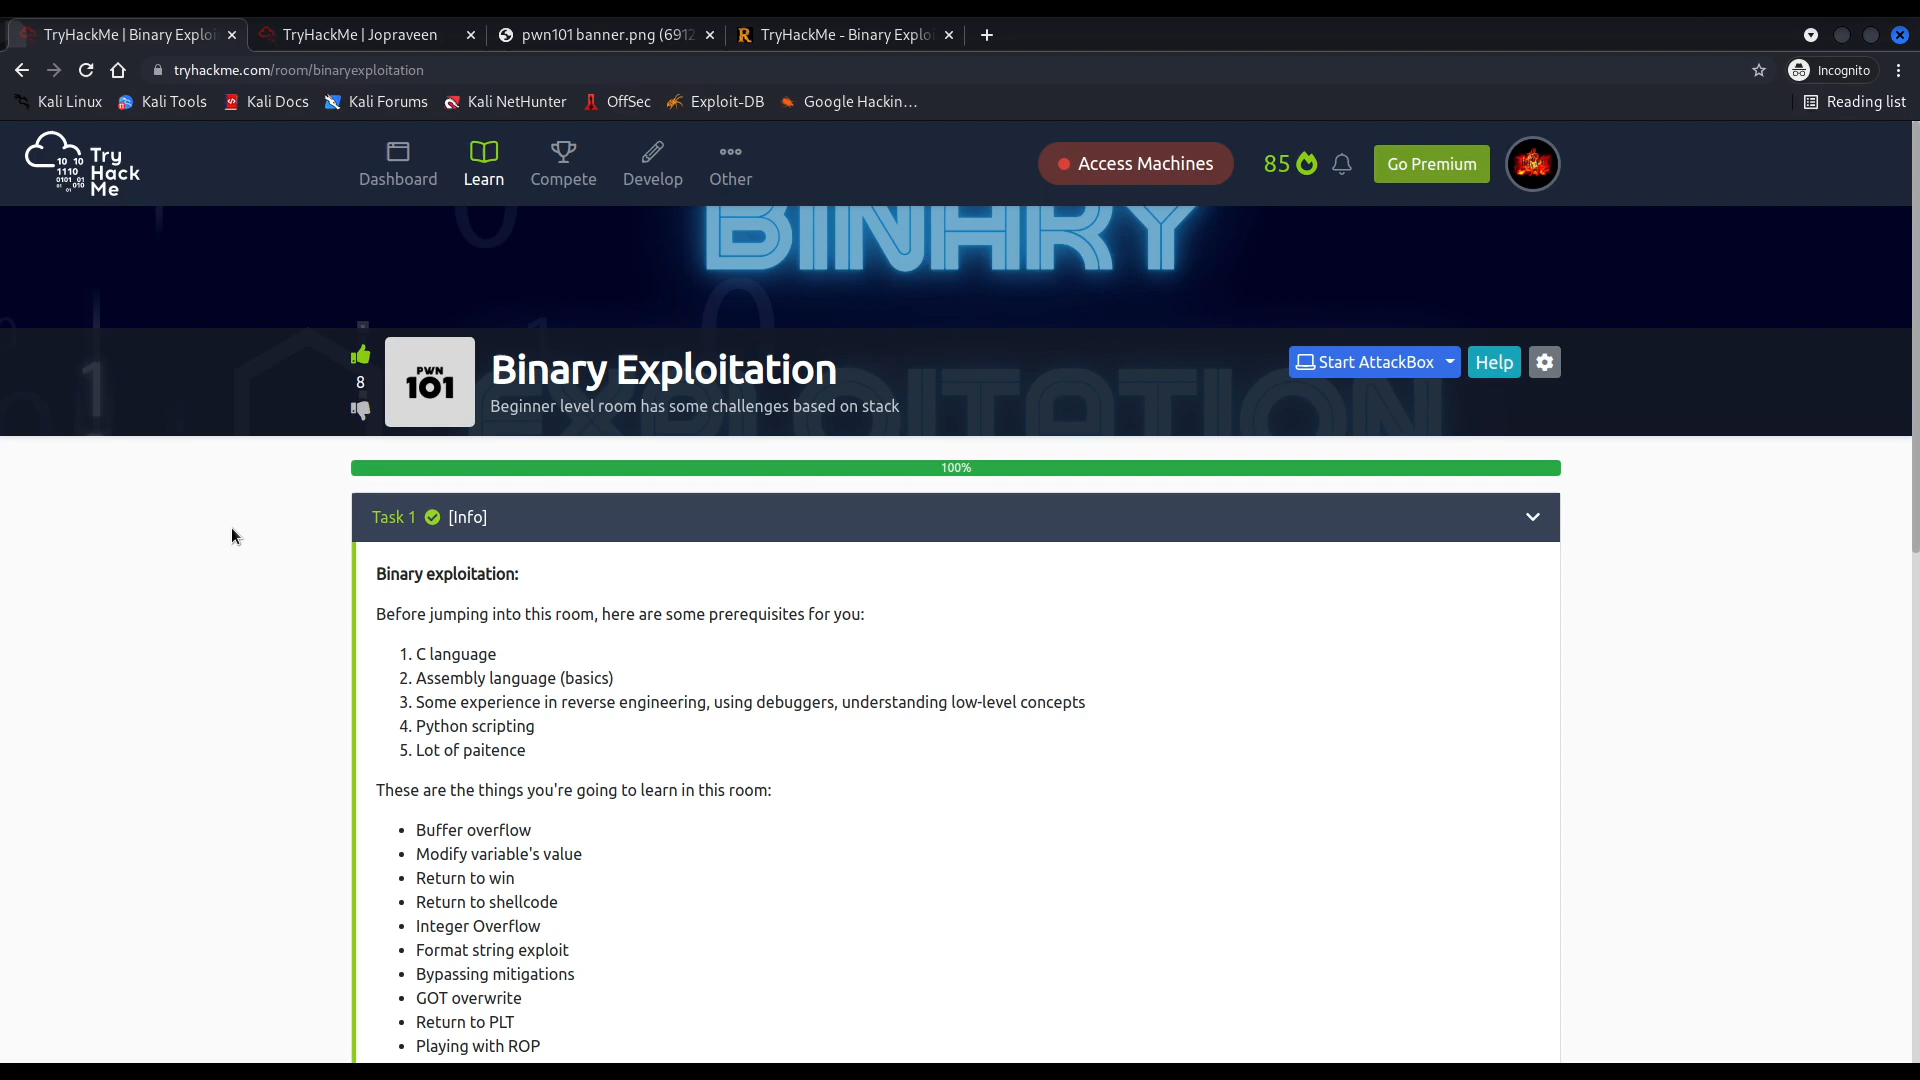 TryHackMe | Binary Exploi
TryHackMe | Jopraveen
pwn101 banner.png (6912
TryHackMe - Binary Explo
tryhackme.com/room/binaryexploitation
Incognito
Kali Linux
Kali Tools
Kali Docs
Kali Forums
Kali NetHunter
OffSec
Exploit-DB
Google Hackin...
Reading list
Try
Hack
Me
Dashboard
Learn
Compete
Develop
Other
Access Machines
85
Go Premium
BINARY
EXPLOITATION
PWN
101
8
Binary Exploitation
Beginner level room has some challenges based on stack
Start AttackBox
Help
100%
Task 1 [Info]
Binary exploitation:
Before jumping into this room, here are some prerequisites for you:
1. C language
2. Assembly language (basics)
3. Some experience in reverse engineering, using debuggers, understanding low-level concepts
4. Python scripting
5. Lot of paitence
These are the things you're going to learn in this room:
• Buffer overflow
• Modify variable's value
• Return to win
• Return to shellcode
• Integer Overflow
• Format string exploit
• Bypassing mitigations
• GOT overwrite
• Return to PLT
• Playing with ROP